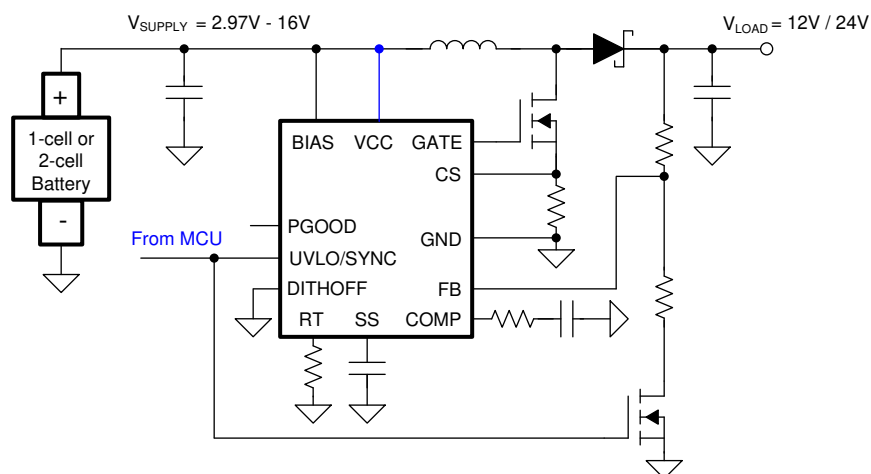 VSUPPLY = 2.97V - 16V
VLOAD = 12V / 24V
+
1-cell or
2-cell
Battery
-
BIAS VCC GATE
CS
PGOOD
From MCU
UVLO/SYNC
GND
DITHOFF
FB
RT SS COMP